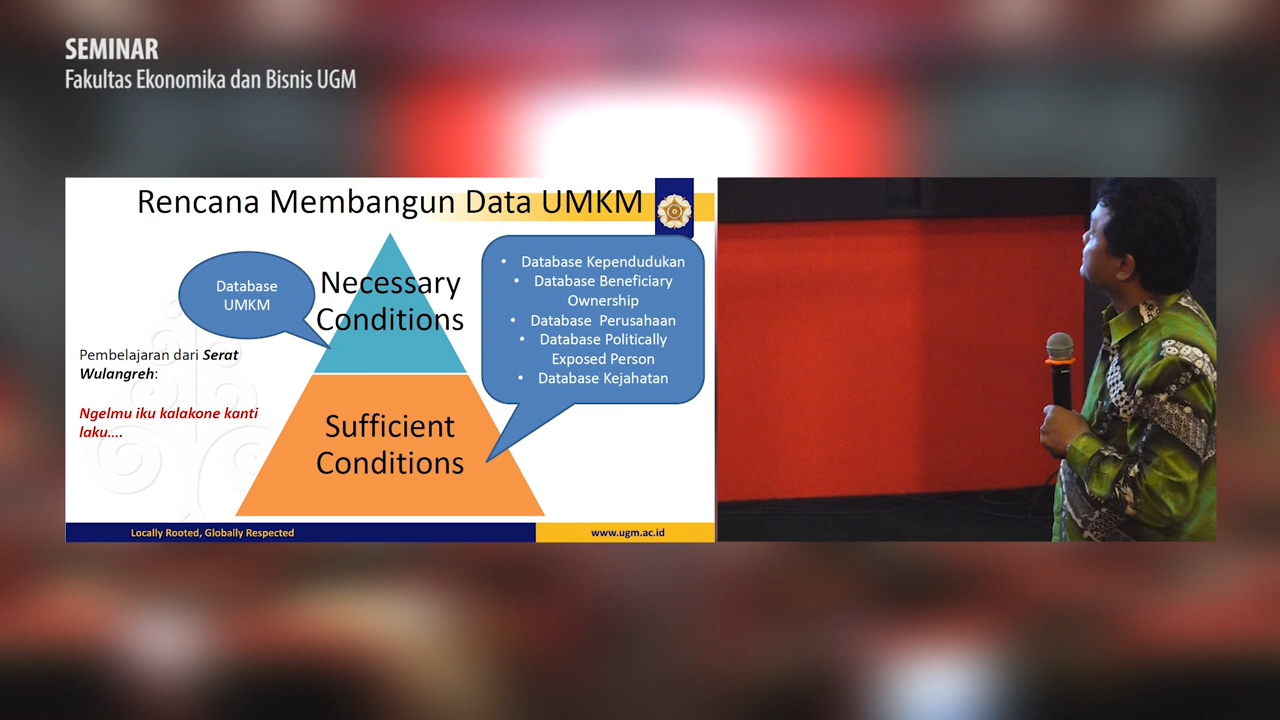 SEMINAR
Fakultas Ekonomika dan Bisnis UGM
Rencana Membangun Data UMKM
Database
UMKM
Necessary
Conditions
• Database Kependudukan
• Database Beneficiary
Ownership
• Database Perusahaan
• Database Politically
Exposed Person
• Database Kejahatan
Pembelajaran dari Serat
Wulangreh:
Ngelmu iku kalakone kanti
laku....
Sufficient
Conditions
Locally Rooted, Globally Respected
www.ugm.ac.id